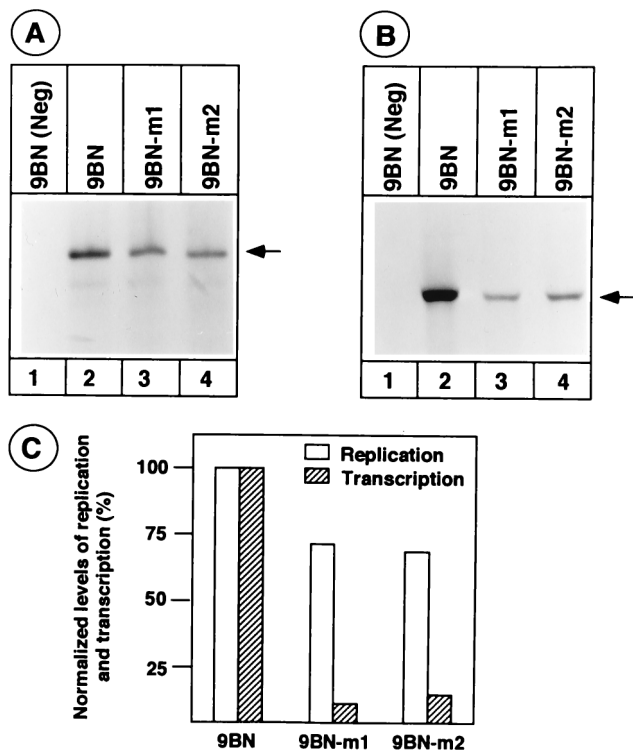 A
9BN (Neg)
9BN
9BN-m1
9BN-m2
1 2 3 4
B
9BN (Neg)
9BN
9BN-m1
9BN-m2
1 2 3 4
C
Normalized levels of replication
and transcription (%)
100
75
50
25
Replication
Transcription
9BN 9BN-m1 9BN-m2